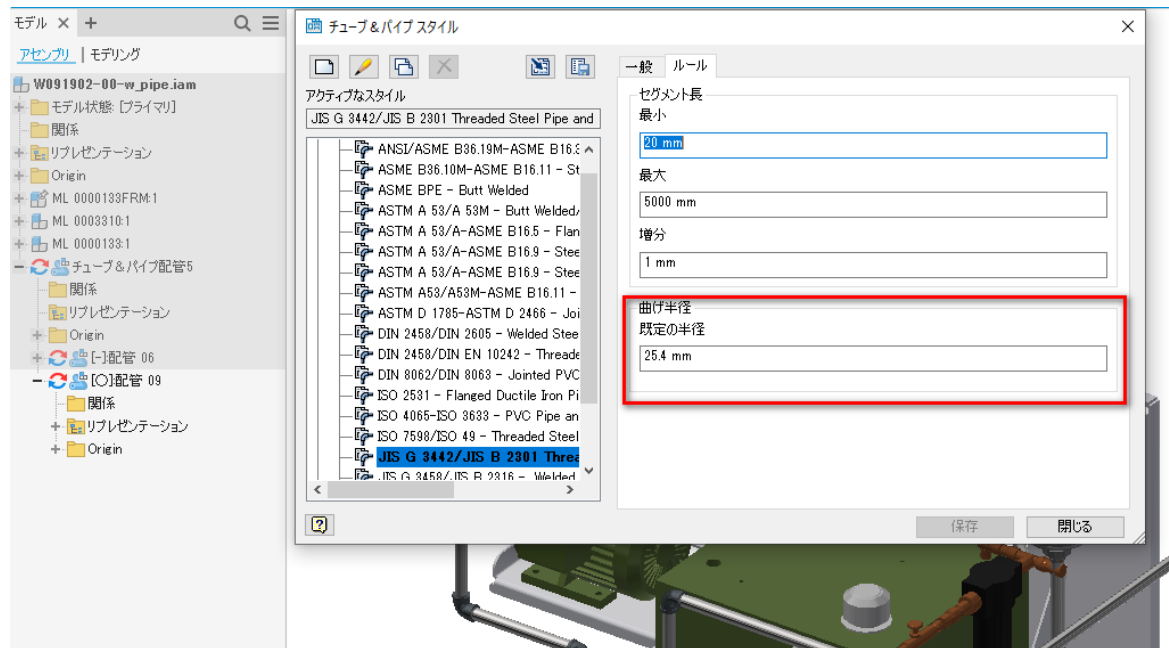 モデル × +
アセンブリ | モデリング
W091902-00-w_pipe.iam
モデル状態: [プライマリ]
関係
リプレゼンテーション
Origin
ML 0000133FRM:1
ML 0003310:1
ML 0000133:1
チューブ&パイプ配管5
関係
リプレゼンテーション
Origin
[-]配管 06
[〇]配管 09
関係
リプレゼンテーション
Origin
チューブ&パイプ スタイル
アクティブなスタイル
JIS G 3442/JIS B 2301 Threaded Steel Pipe and
ANSI/ASME B36.19M-ASME B16.
ASME B36.10M-ASME B16.11 - St
ASME BPE - Butt Welded
ASTM A 53/A 53M - Butt Welded/
ASTM A 53/A-ASME B16.5 - Flan
ASTM A 53/A-ASME B16.9 - Stee
ASTM A 53/A-ASME B16.9 - Stee
ASTM A53/A53M-ASME B16.11 -
ASTM D 1785-ASTM D 2466 - Joi
DIN 2458/DIN 2605 - Welded Stee
DIN 2458/DIN EN 10242 - Threade
DIN 8062/DIN 8063 - Jointed PVC
ISO 2531 - Flanged Ductile Iron Pi
ISO 4065-ISO 3633 - PVC Pipe an
ISO 7598/ISO 49 - Threaded Steel
JIS G 3442/JIS B 2301 Threa
JIS G 3458/JIS B 2316 - Welded
一般 ルール
セグメント長
最小
20 mm
最大
5000 mm
増分
1 mm
曲げ半径
既定の半径
25.4 mm
保存
閉じる